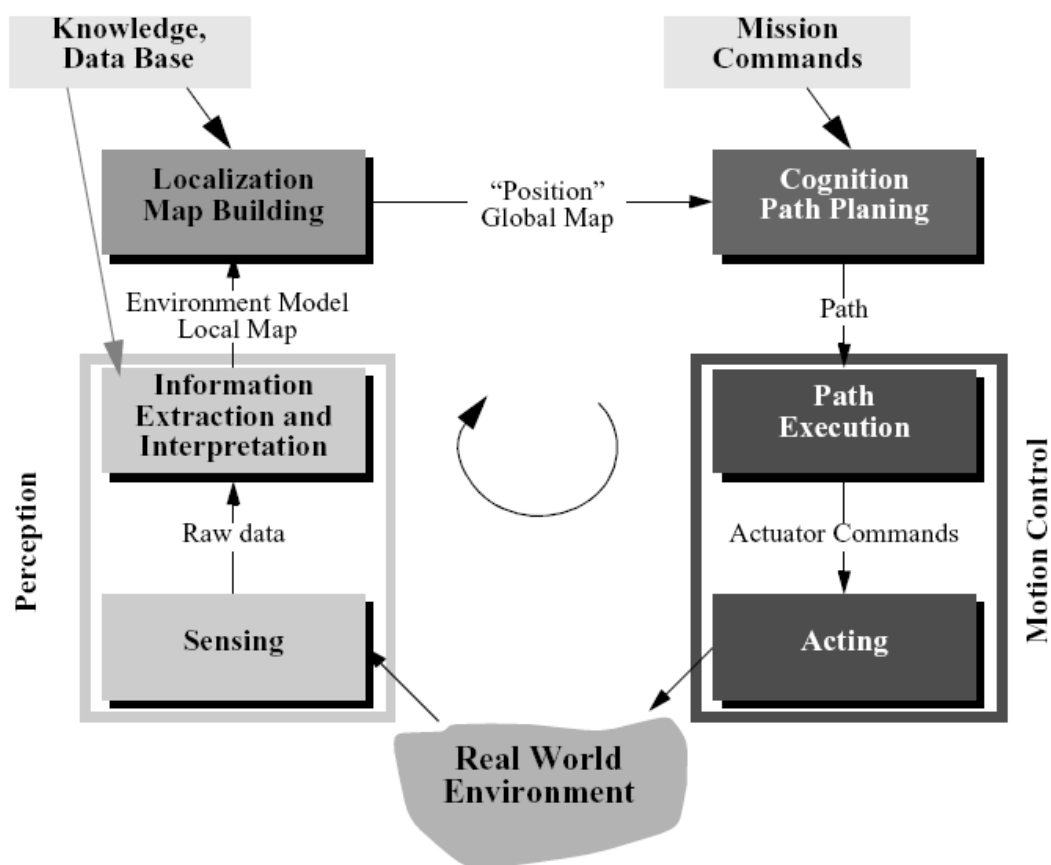 Knowledge,
Data Base
Mission
Commands
Localization
Map Building
“Position”
Global Map
Cognition
Path Planing
Environment Model
Local Map
Path
Information
Extraction and
Interpretation
Path
Execution
Perception
Raw data
Actuator Commands
Motion Control
Sensing
Acting
Real World
Environment